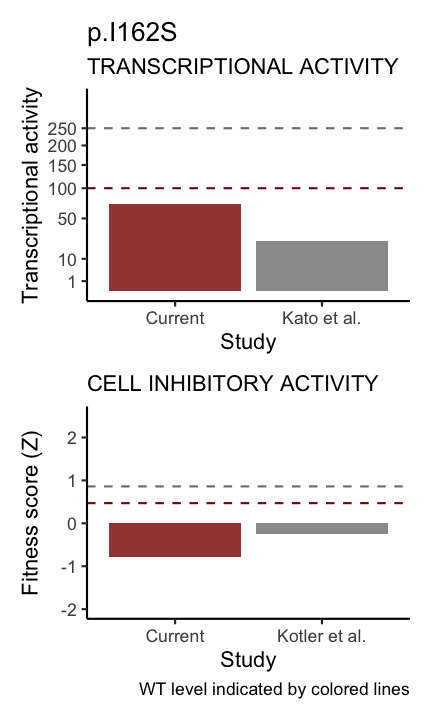 p.I162S
TRANSCRIPTIONAL ACTIVITY
Transcriptional activity
250
200
150
100
50
10
1
Current
Kato et al.
Study
CELL INHIBITORY ACTIVITY
Fitness score (Z)
2
1
0
-1
-2
Current
Kotler et al.
Study
WT level indicated by colored lines